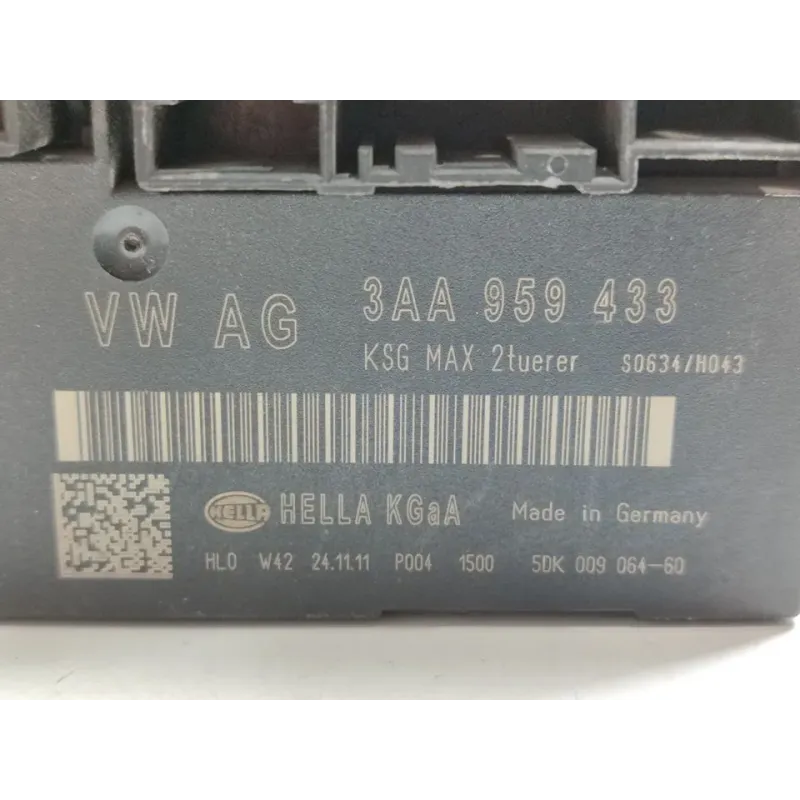 VW AG 3AA 959 433
KSG MAX 2tuerer S0634/H043
HELLA HELLA KGaA Made in Germany
HLO W42 24.11.11 P004 1500 5DK 009 064-60